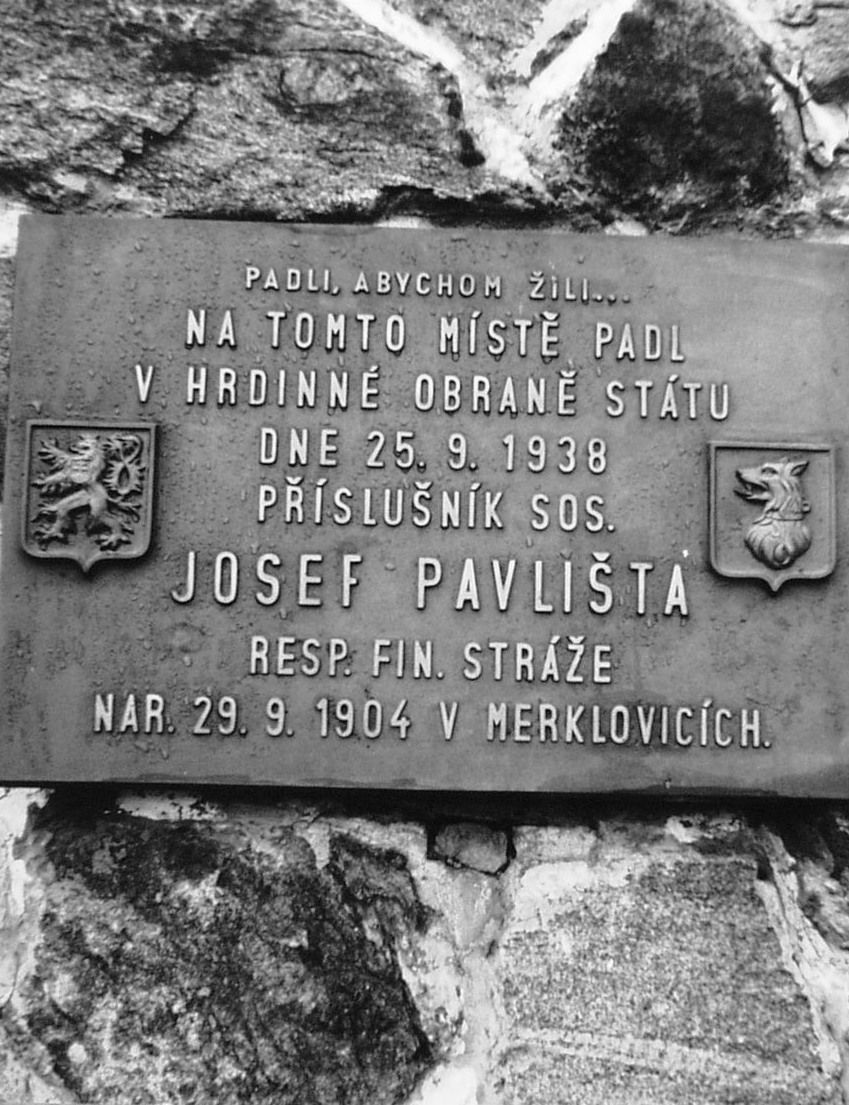 PADLI, ABYCHOM ŽILI...
NA TOMTO MÍSTĚ PADL
V HRDINNÉ OBRANĚ STÁTU
DNE 25. 9. 1938
PŘÍSLUŠNÍK SOS.
JOSEF PAVLIŠTA
RESP. FIN. STRÁŽE
NAR. 29. 9. 1904 V MERKLOVICÍCH.